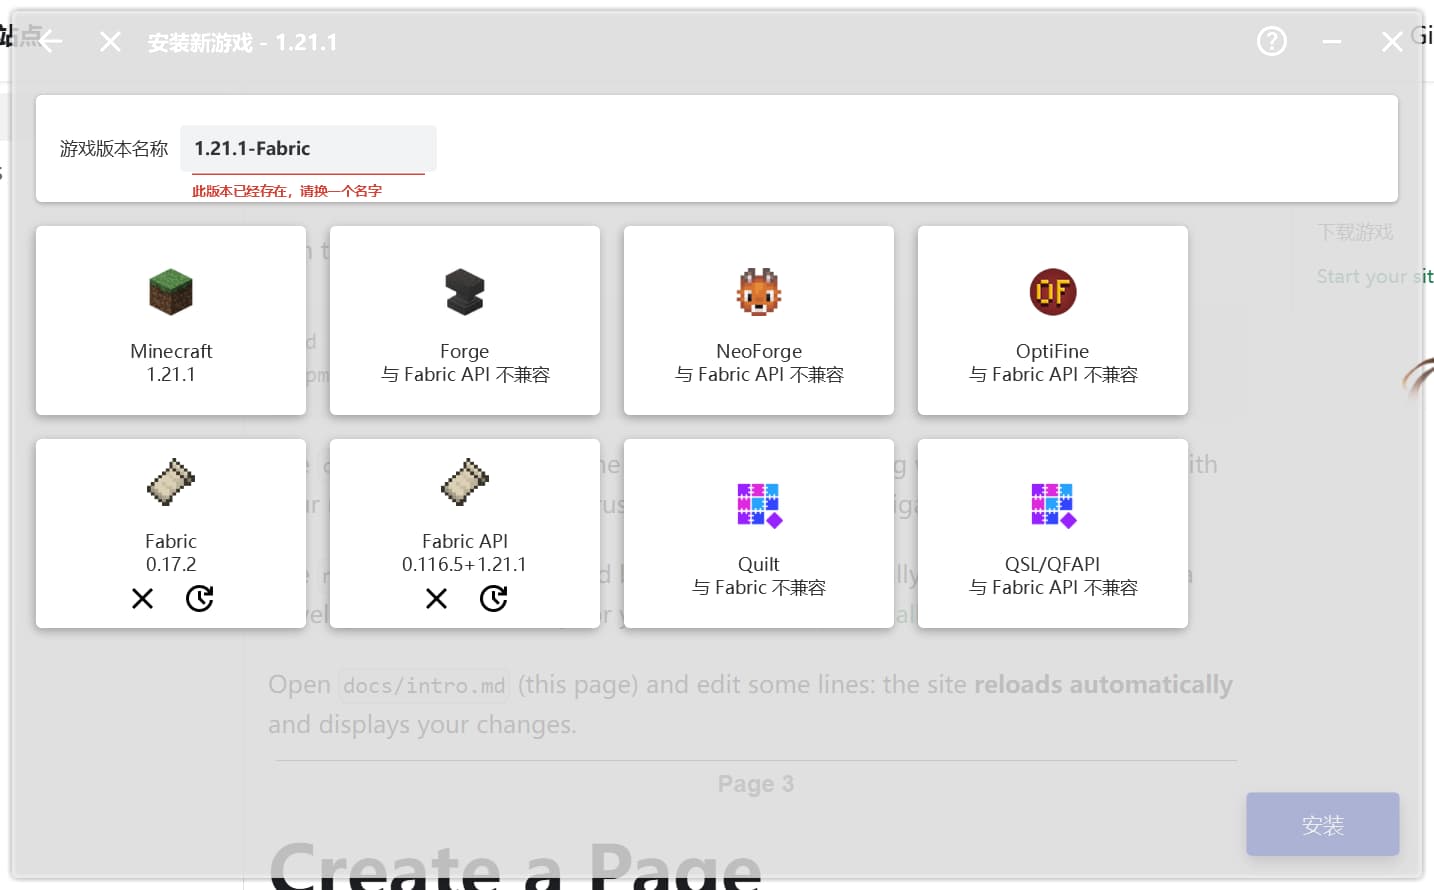 站点
安装新游戏 - 1.21.1
Gi
游戏版本名称
1.21.1-Fabric
此版本已经存在，请换一个名字
下载游戏
Start your sit
Minecraft
1.21.1
Forge
与 Fabric API 不兼容
NeoForge
与 Fabric API 不兼容
OptiFine
与 Fabric API 不兼容
Fabric
0.17.2
Fabric API
0.116.5+1.21.1
Quilt
与 Fabric 不兼容
QSL/QFAPI
与 Fabric API 不兼容
Open docs/intro.md (this page) and edit some lines: the site reloads automatically
and displays your changes.
Page 3
安装
Create a Page